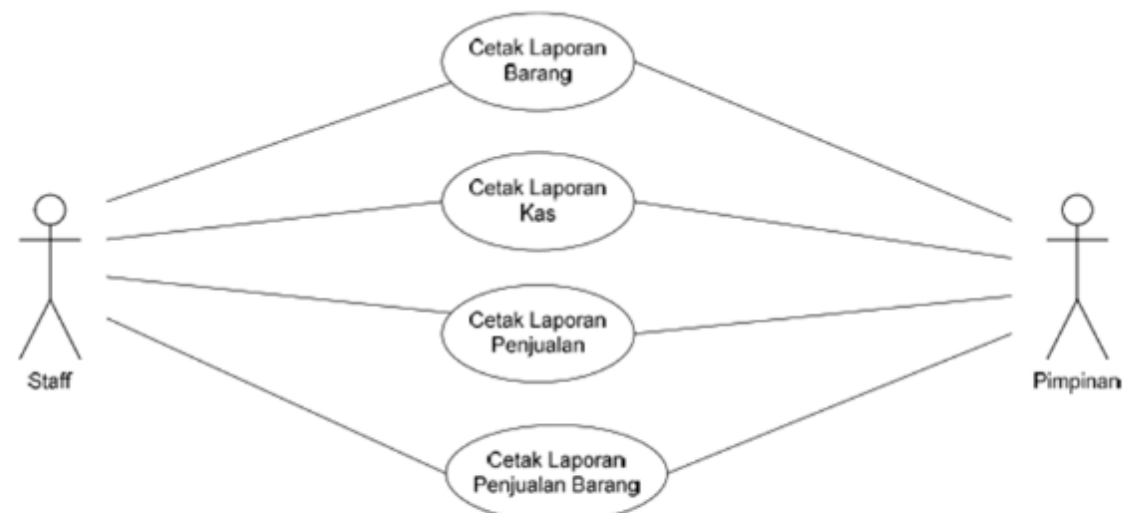 Cetak Laporan
Barang
Cetak Laporan
Kas
Cetak Laporan
Penjualan
Staff
Pimpinan
Cetak Laporan
Penjualan Barang